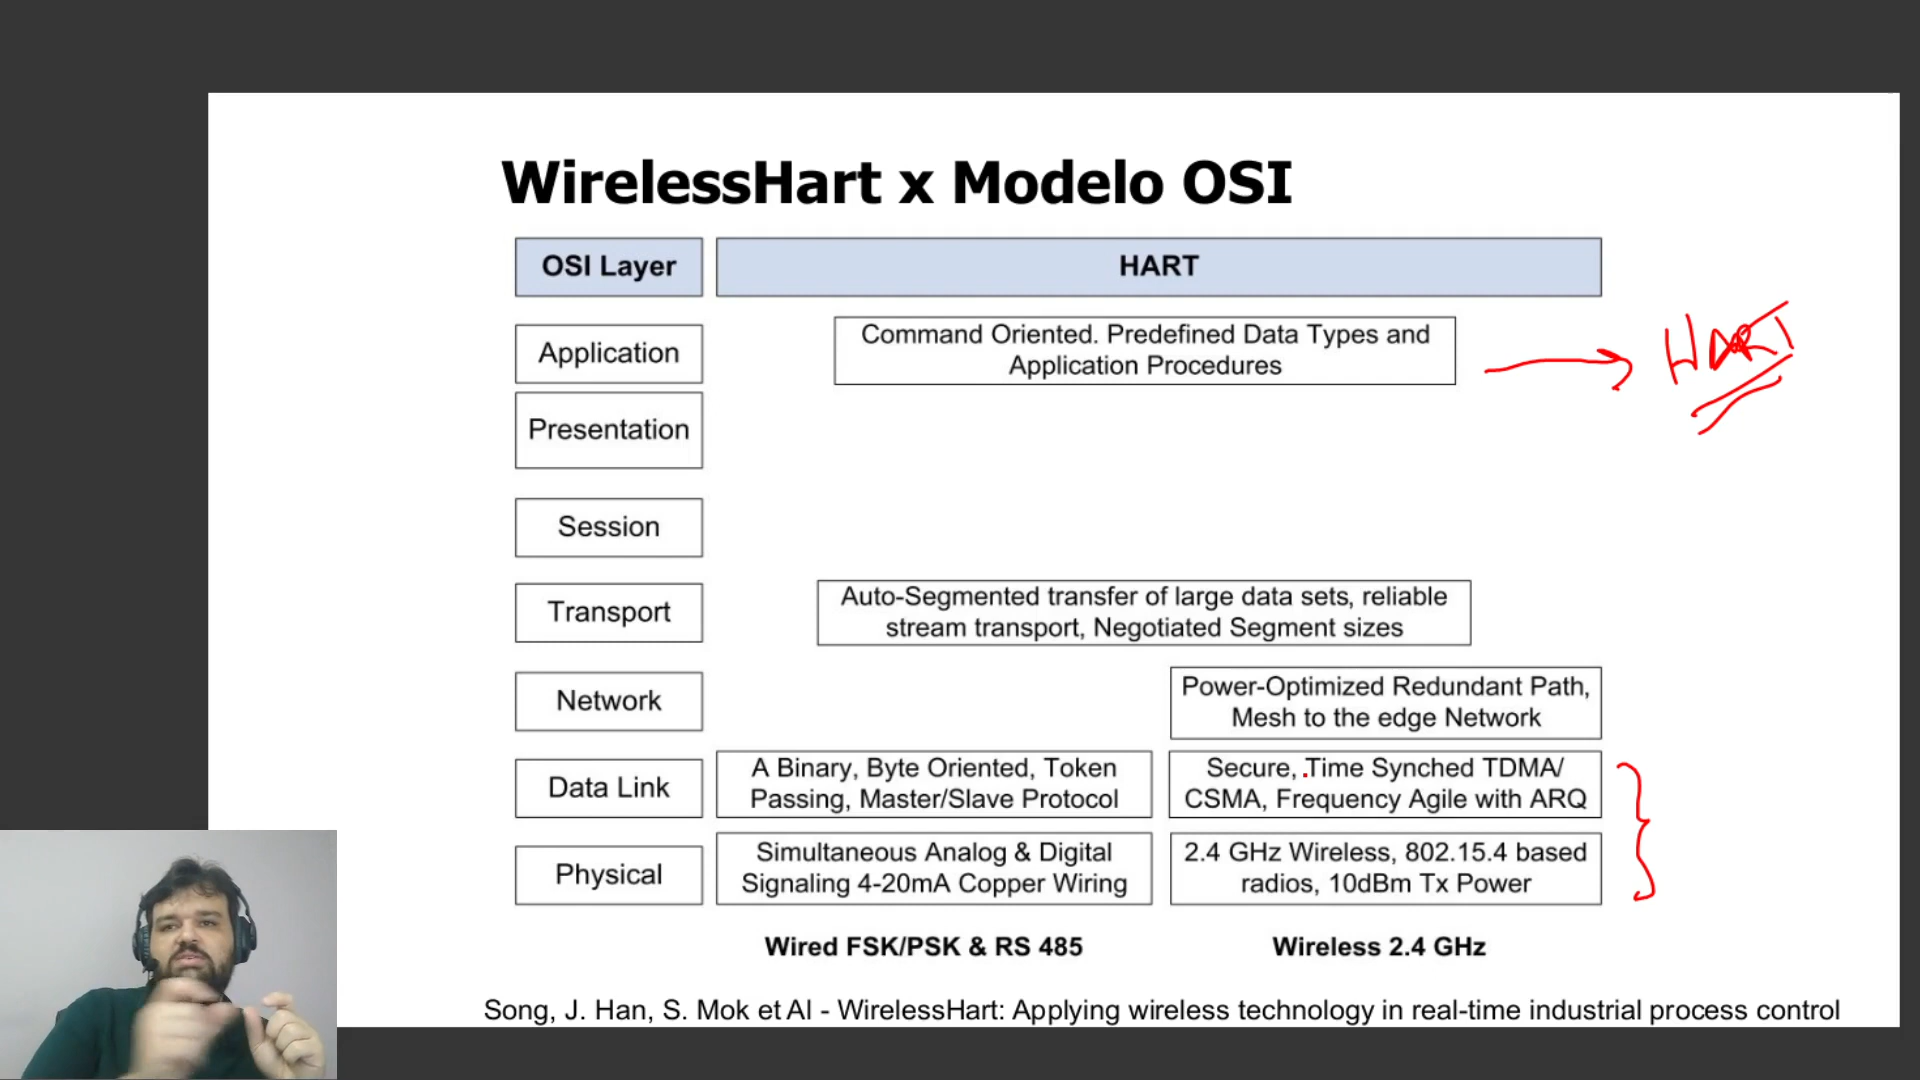 WirelessHart x Modelo OSI
OSI Layer
HART
Application
Command Oriented. Predefined Data Types and
Application Procedures
HART
Presentation
Session
Transport
Auto-Segmented transfer of large data sets, reliable
stream transport, Negotiated Segment sizes
Network
Power-Optimized Redundant Path,
Mesh to the edge Network
Data Link
A Binary, Byte Oriented, Token
Passing, Master/Slave Protocol
Secure, Time Synched TDMA/
CSMA, Frequency Agile with ARQ
Physical
Simultaneous Analog & Digital
Signaling 4-20mA Copper Wiring
2.4 GHz Wireless, 802.15.4 based
radios, 10dBm Tx Power
Wired FSK/PSK & RS 485
Wireless 2.4 GHz
Song, J. Han, S. Mok et Al - WirelessHart: Applying wireless technology in real-time industrial process control